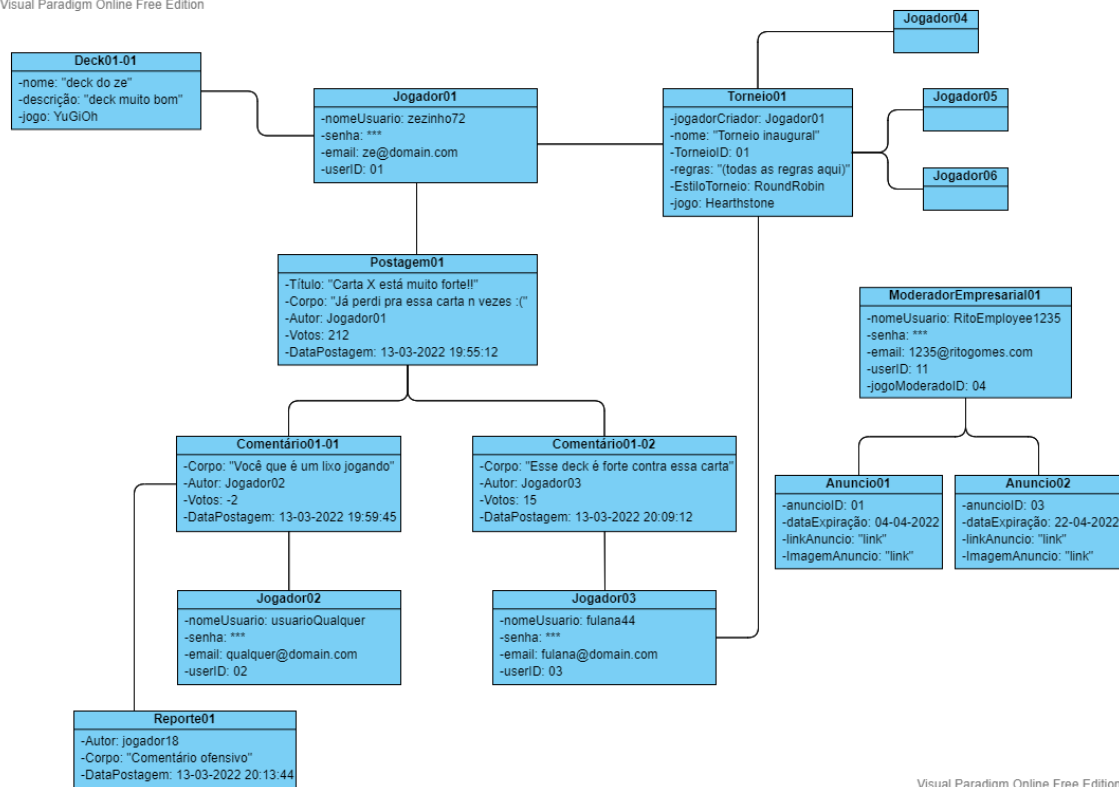 Visual Paradigm Online Free Edition
Jogador04
Deck01-01
-nome: "deck do ze"
-descrição: "deck muito bom"
-jogo: YuGiOh
Jogador01
-nomeUsuario: zezinho72
-senha: ***
-email: ze@domain.com
-userID: 01
Torneio01
-jogadorCriador: Jogador01
-nome: "Torneio inaugural"
-TorneioID: 01
-regras: "(todas as regras aqui)"
-EstiloTorneio: RoundRobin
-jogo: Hearthstone
Jogador05
Jogador06
Postagem01
-Título: "Carta X está muito forte!!"
-Corpo: "Já perdi pra essa carta n vezes :("
-Autor: Jogador01
-Votos: 212
-DataPostagem: 13-03-2022 19:55:12
ModeradorEmpresarial01
-nomeUsuario: RitoEmployee1235
-senha: ***
-email: 1235@ritogomes.com
-userID: 11
-jogoModeradoID: 04
Comentário01-01
-Corpo: "Você que é um lixo jogando"
-Autor: Jogador02
-Votos: -2
-DataPostagem: 13-03-2022 19:59:45
Comentário01-02
-Corpo: "Esse deck é forte contra essa carta"
-Autor: Jogador03
-Votos: 15
-DataPostagem: 13-03-2022 20:09:12
Anuncio01
-anuncioID: 01
-dataExpiração: 04-04-2022
-linkAnuncio: "link"
-ImagemAnuncio: "link"
Anuncio02
-anuncioID: 03
-dataExpiração: 22-04-2022
-linkAnuncio: "link"
-ImagemAnuncio: "link"
Jogador02
-nomeUsuario: usuarioQualquer
-senha: ***
-email: qualquer@domain.com
-userID: 02
Jogador03
-nomeUsuario: fulana44
-senha: ***
-email: fulana@domain.com
-userID: 03
Reporte01
-Autor: jogador18
-Corpo: "Comentário ofensivo"
-DataPostagem: 13-03-2022 20:13:44
Visual Paradigm Online Free Edition